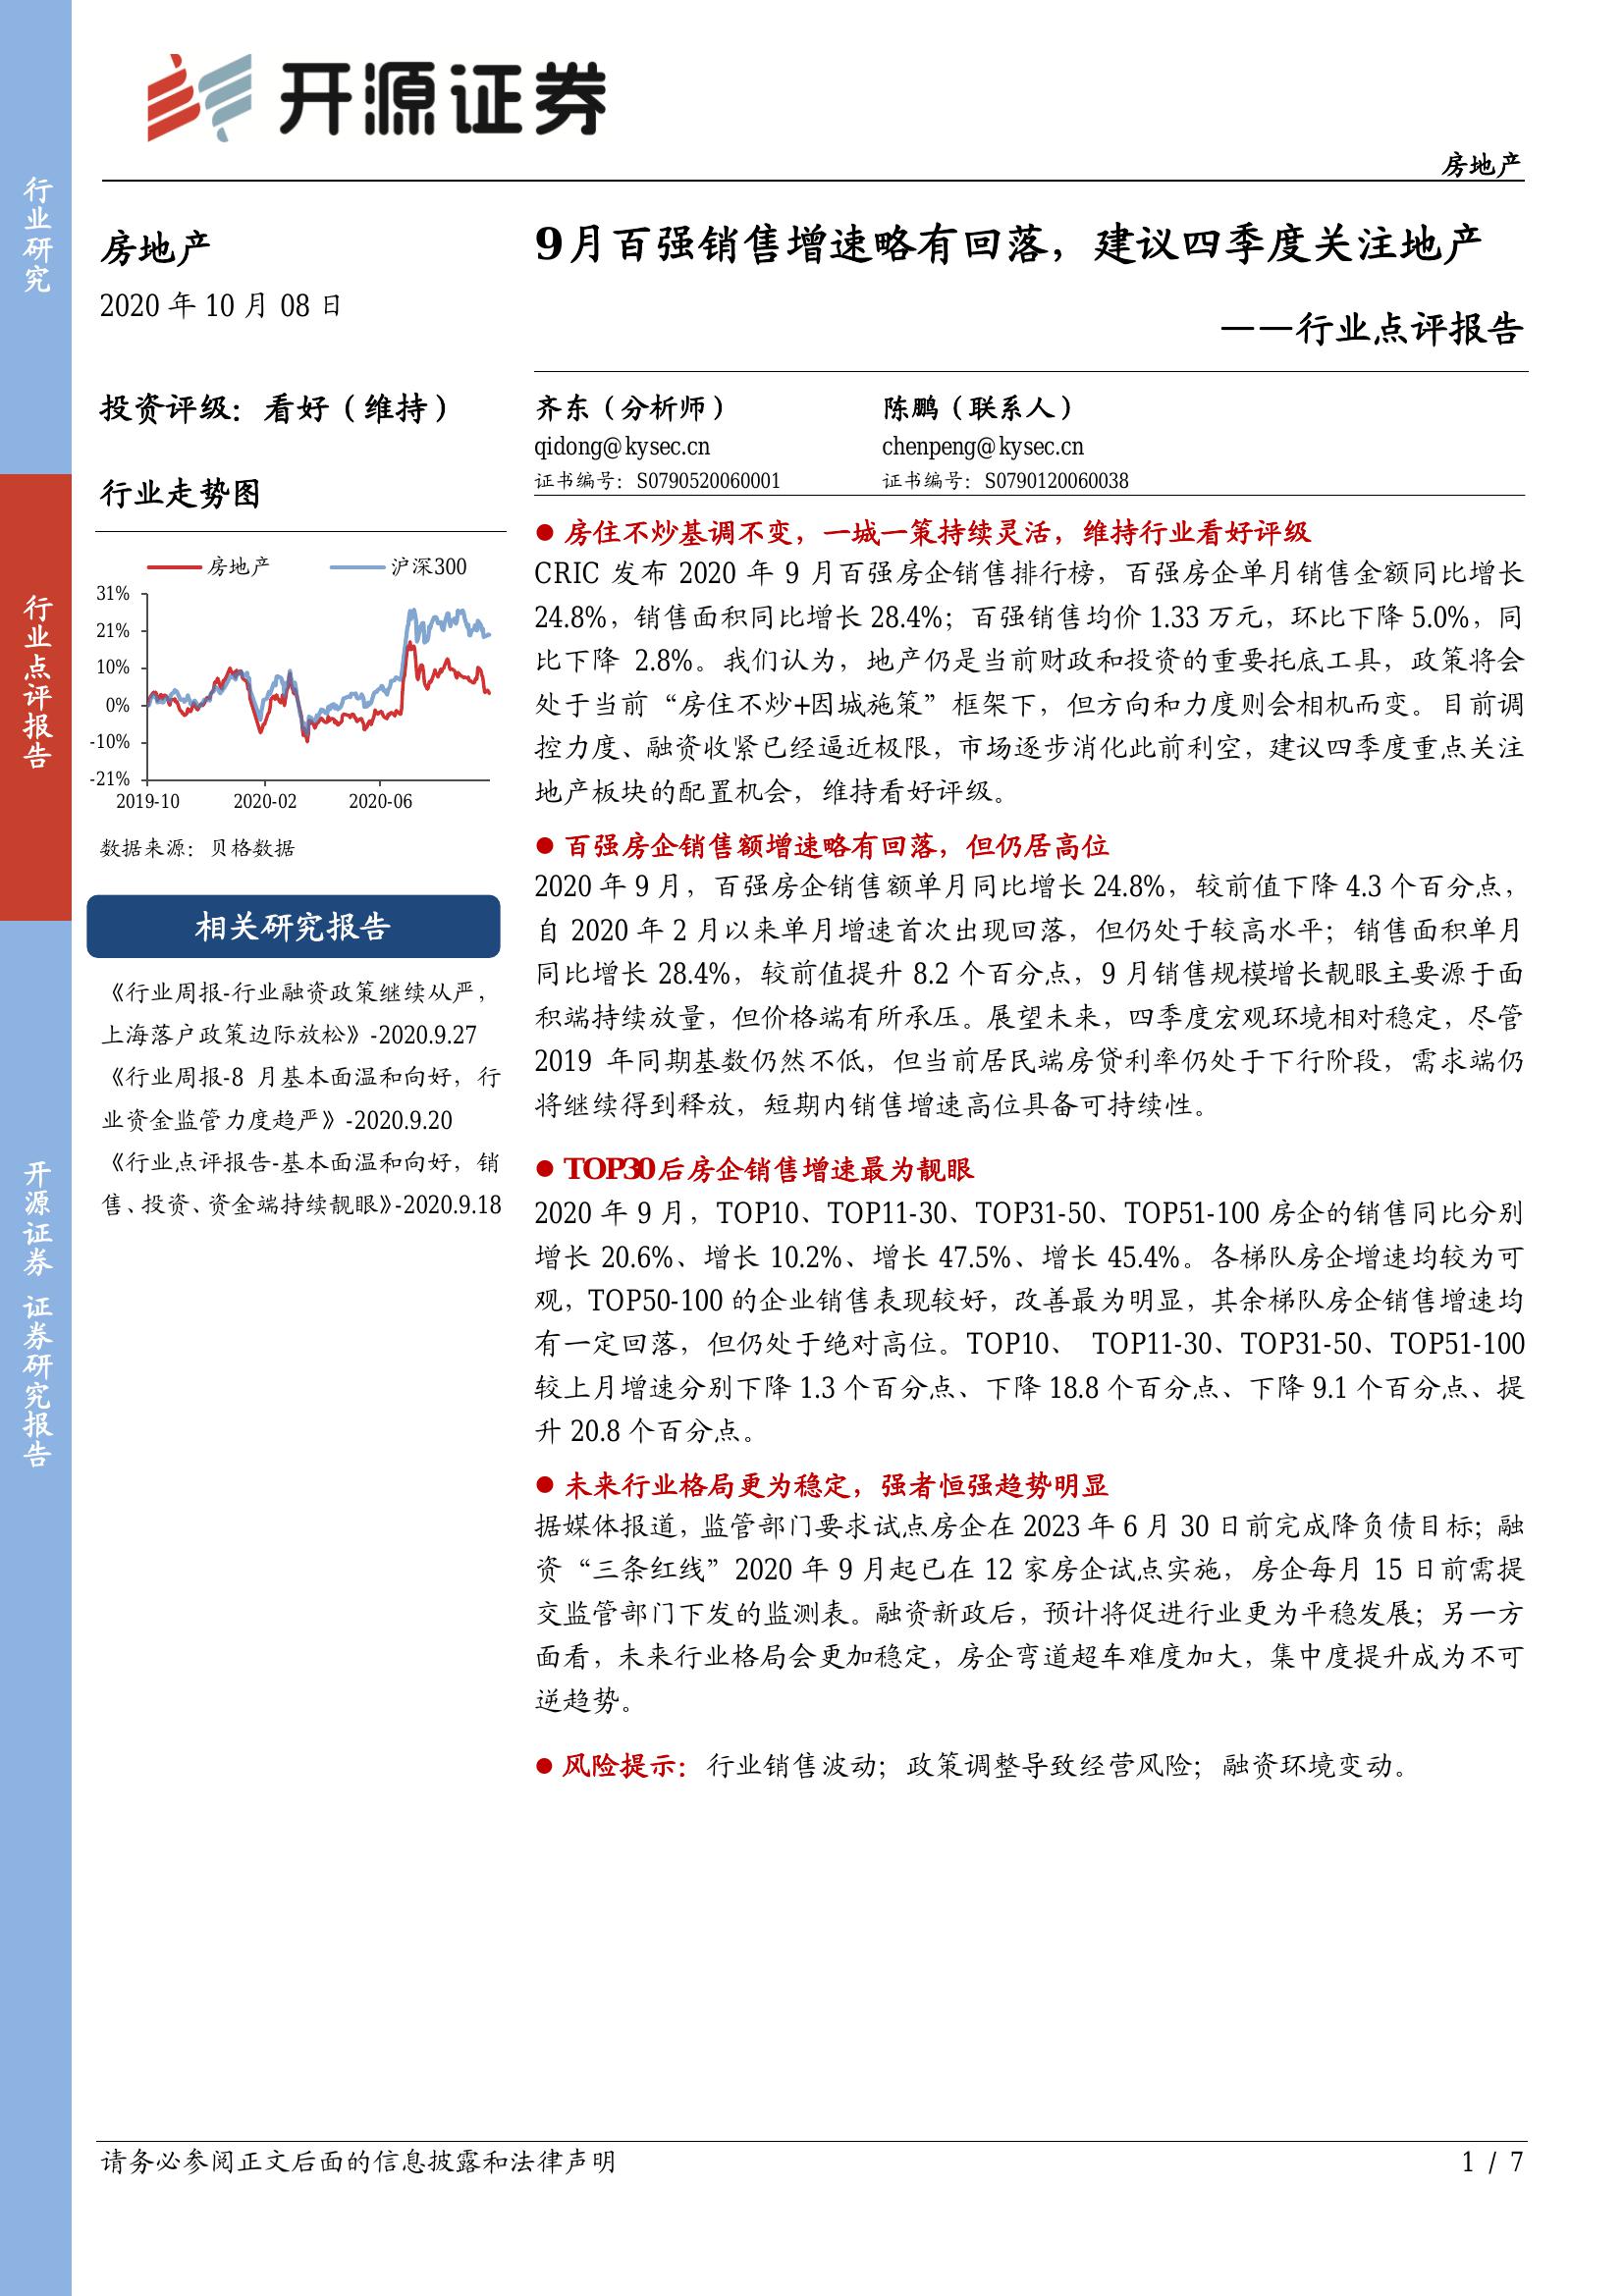 开源证券
房地产
行业研究
行业点评报告
开源证券 证券研究报告
房地产
2020 年 10 月 08 日
投资评级：看好（维持）
行业走势图
房地产 沪深300
31%
21%
10%
0%
-10%
-21%
2019-10 2020-02 2020-06
数据来源：贝格数据
相关研究报告
《行业周报-行业融资政策继续从严，
上海落户政策边际放松》-2020.9.27
《行业周报-8 月基本面温和向好，行
业资金监管力度趋严》-2020.9.20
《行业点评报告-基本面温和向好，销
售、投资、资金端持续靓眼》-2020.9.18
9月百强销售增速略有回落，建议四季度关注地产
——行业点评报告
齐东（分析师） 陈鹏（联系人）
qidong@kysec.cn chenpeng@kysec.cn
证书编号：S0790520060001 证书编号：S0790120060038
● 房住不炒基调不变，一城一策持续灵活，维持行业看好评级
CRIC 发布 2020 年 9 月百强房企销售排行榜，百强房企单月销售金额同比增长
24.8%，销售面积同比增长 28.4%；百强销售均价 1.33 万元，环比下降 5.0%，同
比下降 2.8%。我们认为，地产仍是当前财政和投资的重要托底工具，政策将会
处于当前“房住不炒+因城施策”框架下，但方向和力度则会相机而变。目前调
控力度、融资收紧已经逼近极限，市场逐步消化此前利空，建议四季度重点关注
地产板块的配置机会，维持看好评级。
● 百强房企销售额增速略有回落，但仍居高位
2020 年 9 月，百强房企销售额单月同比增长 24.8%，较前值下降 4.3 个百分点，
自 2020 年 2 月以来单月增速首次出现回落，但仍处于较高水平；销售面积单月
同比增长 28.4%，较前值提升 8.2 个百分点，9 月销售规模增长靓眼主要源于面
积端持续放量，但价格端有所承压。展望未来，四季度宏观环境相对稳定，尽管
2019 年同期基数仍然不低，但当前居民端房贷利率仍处于下行阶段，需求端仍
将继续得到释放，短期内销售增速高位具备可持续性。
● TOP30后房企销售增速最为靓眼
2020 年 9 月，TOP10、TOP11-30、TOP31-50、TOP51-100 房企的销售同比分别
增长 20.6%、增长 10.2%、增长 47.5%、增长 45.4%。各梯队房企增速均较为可
观，TOP50-100 的企业销售表现较好，改善最为明显，其余梯队房企销售增速均
有一定回落，但仍处于绝对高位。TOP10、 TOP11-30、TOP31-50、TOP51-100
较上月增速分别下降 1.3 个百分点、下降 18.8 个百分点、下降 9.1 个百分点、提
升 20.8 个百分点。
● 未来行业格局更为稳定，强者恒强趋势明显
据媒体报道，监管部门要求试点房企在 2023 年 6 月 30 日前完成降负债目标；融
资“三条红线”2020 年 9 月起已在 12 家房企试点实施，房企每月 15 日前需提
交监管部门下发的监测表。融资新政后，预计将促进行业更为平稳发展；另一方
面看，未来行业格局会更加稳定，房企弯道超车难度加大，集中度提升成为不可
逆趋势。
● 风险提示：行业销售波动；政策调整导致经营风险；融资环境变动。
请务必参阅正文后面的信息披露和法律声明 1 / 7